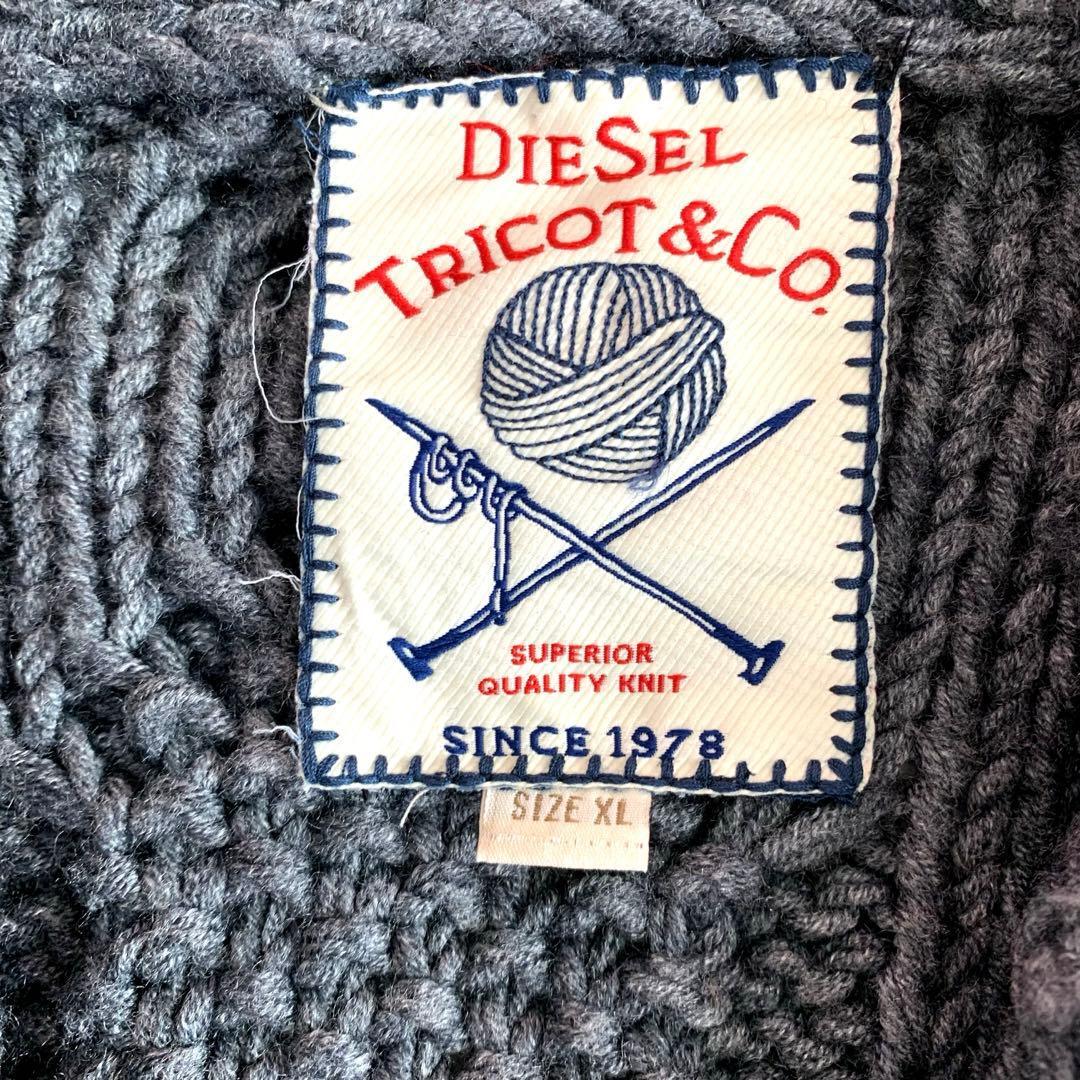 DIESEL
TRICOT & CO.
SUPERIOR
QUALITY KNIT
SINCE 1978
SIZE XL